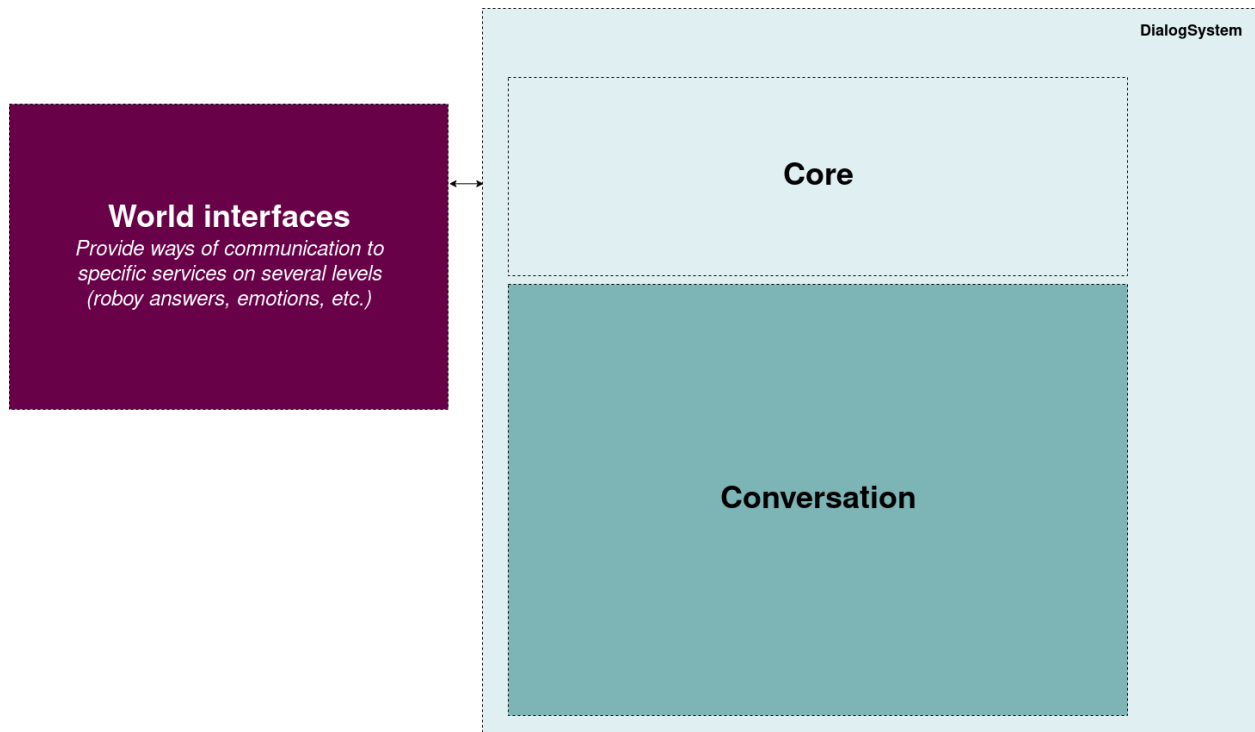 DialogSystem
Core
World interfaces
Provide ways of communication to
specific services on several levels
(roboy answers, emotions, etc.)
Conversation